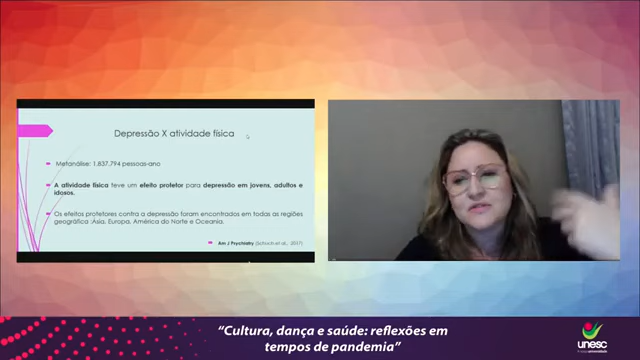 Depressão X atividade física
Metanálise: 1.837.794 pessoas-ano
A atividade física teve um efeito protetor para depressão em jovens, adultos e
idosos.
Os efeitos protetores contra a depressão foram encontrados em todas as regiões
geográfica :Ásia, Europa, América do Norte e Oceania.
Am J Psychiatry (Schuch et al., 2017)
“Cultura, dança e saúde: reflexões em
tempos de pandemia”
unesc